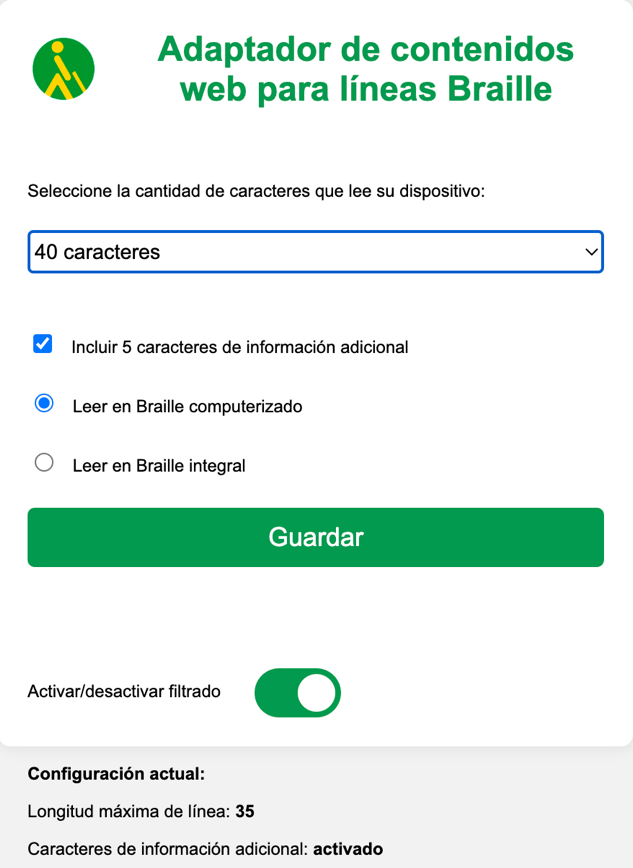 Adaptador de contenidos
web para líneas Braille
Seleccione la cantidad de caracteres que lee su dispositivo:
40 caracteres
Incluir 5 caracteres de información adicional
Leer en Braille computerizado
Leer en Braille integral
Guardar
Activar/desactivar filtrado
Configuración actual:
Longitud máxima de línea: 35
Caracteres de información adicional: activado